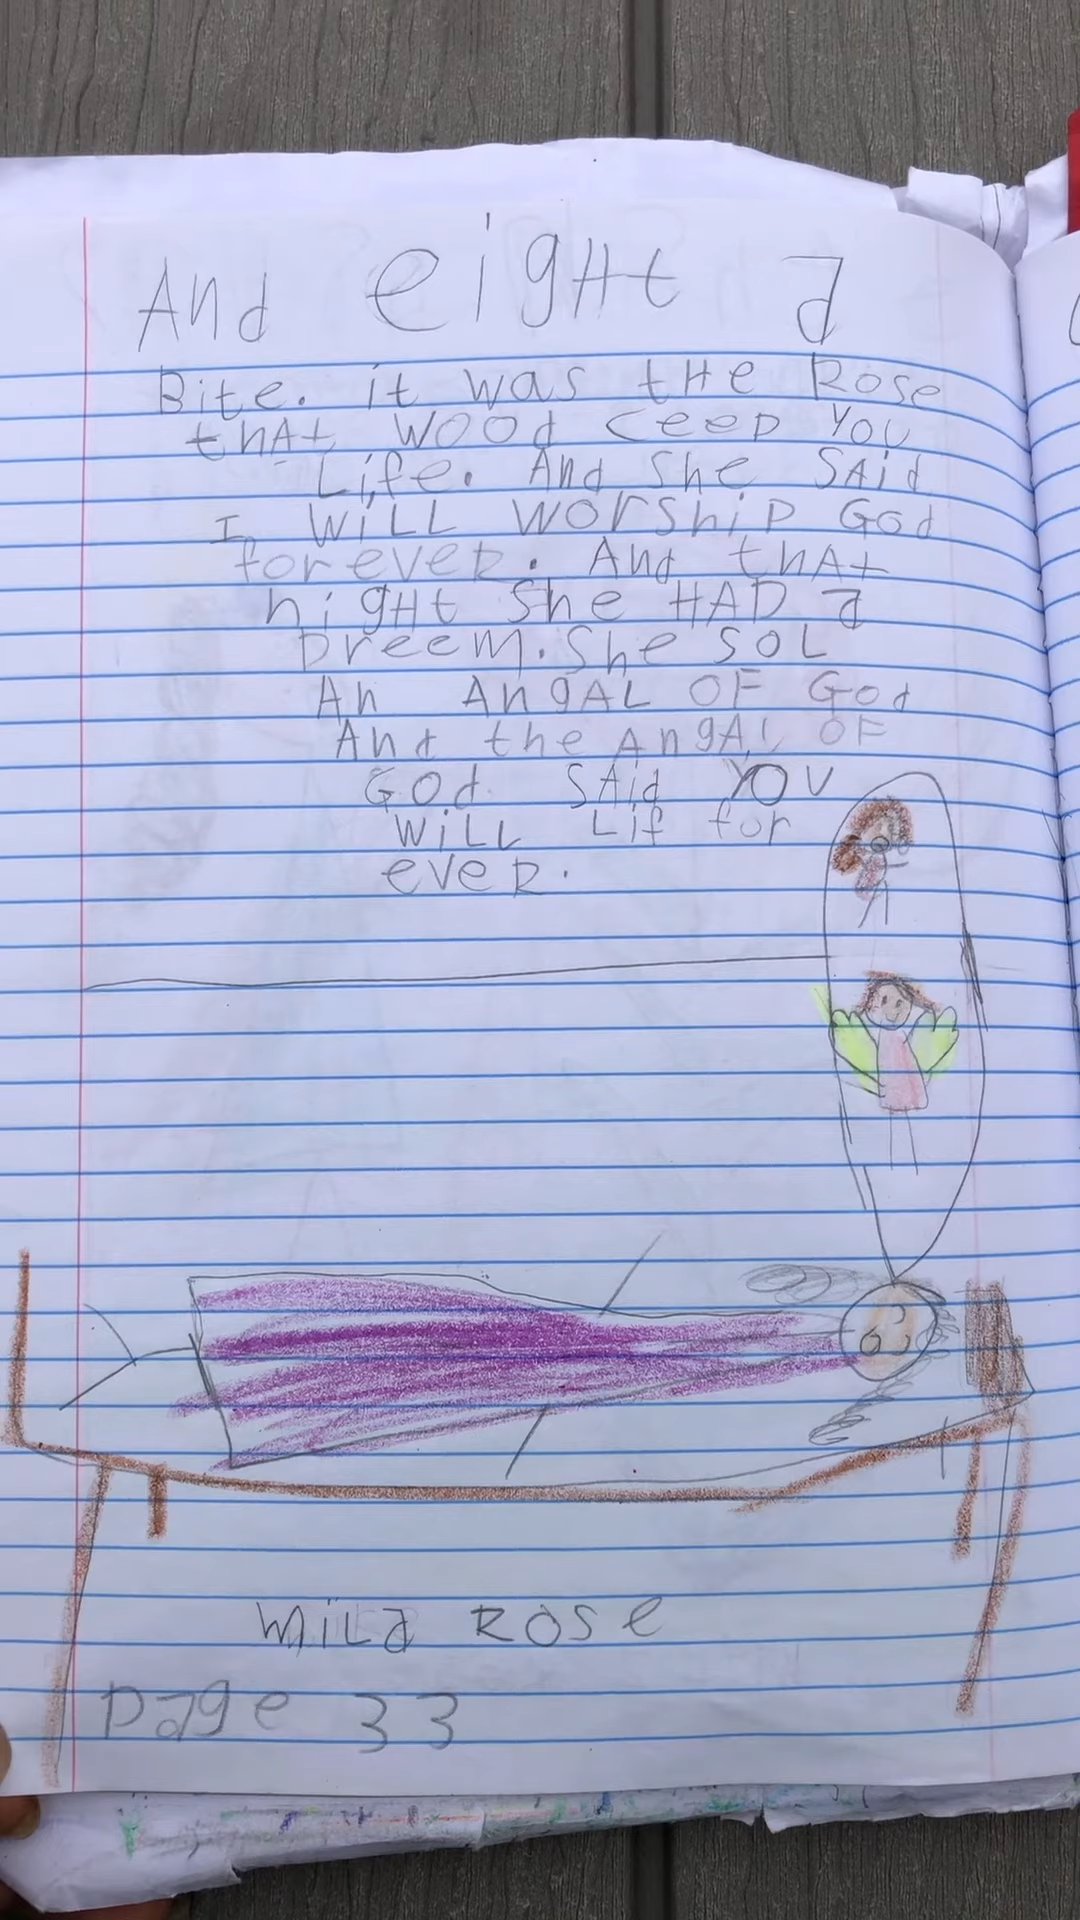 And eigHt a
Bite. it was tHe Rose
thAt wood ceep you
Life. And She SAid
I WiLL worship God
forever. And thAt
nigHt She HAD a
Dreem. She SOL
An AngAL OF God
And the AngAL OF
God SAid YOU
WiLL Lif for
ever.
Mila Rose
page 33